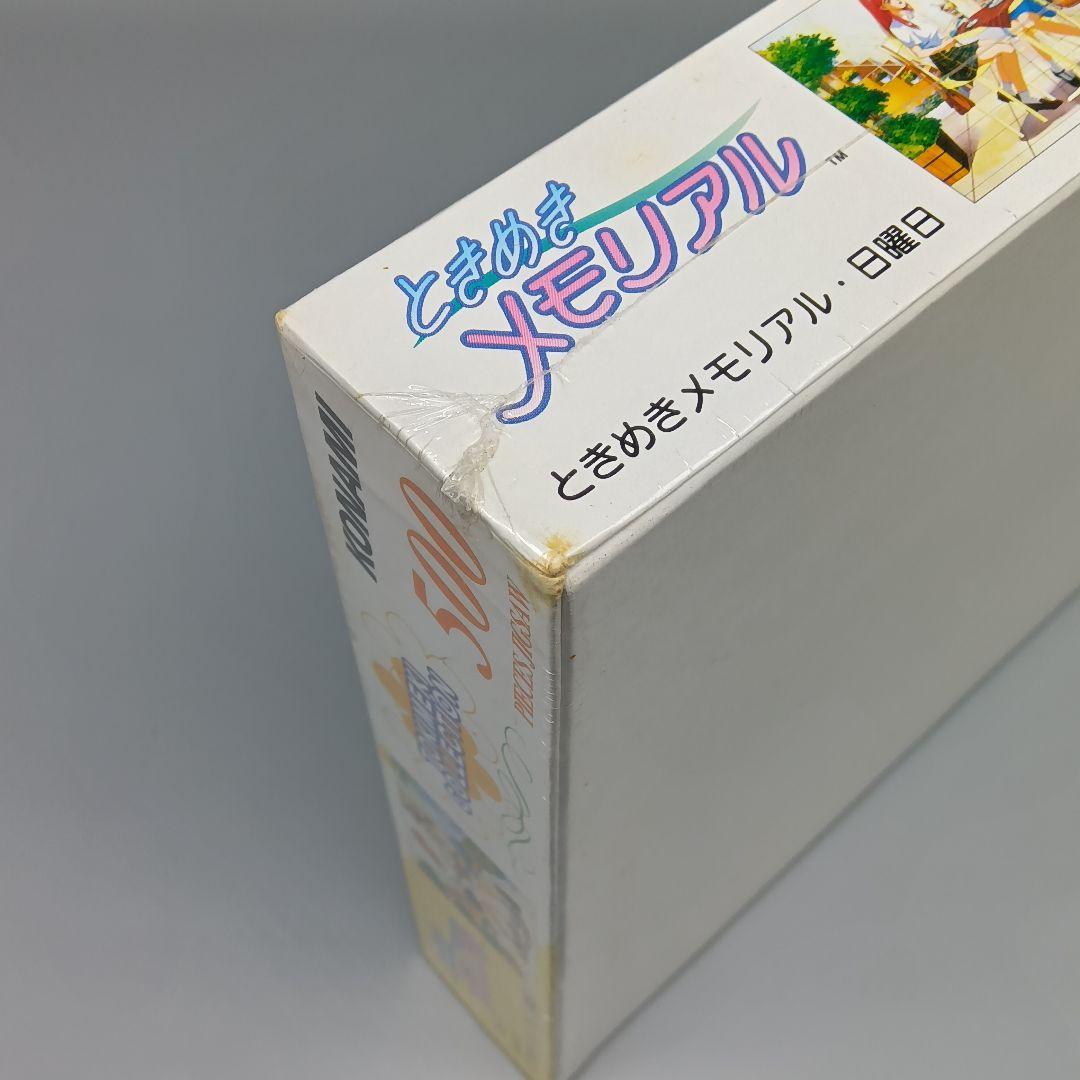 ときめき
メモリアル
TM
ときめきメモリアル・日曜日
KONAMI
500
PIECES JIGSAW
COLLECTION